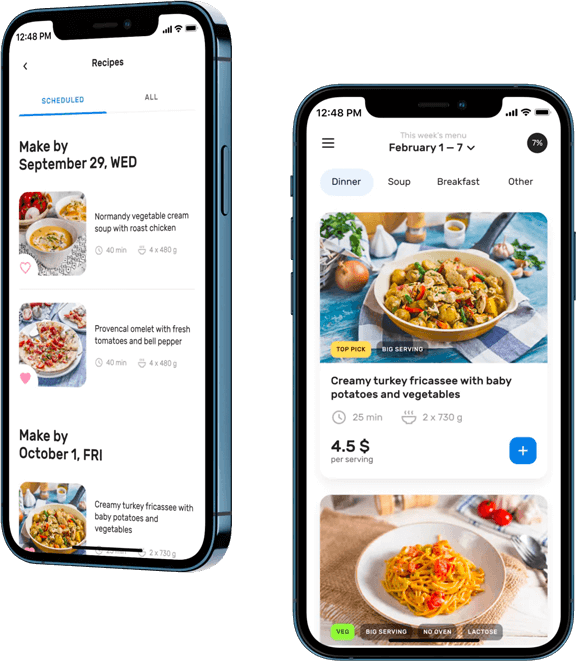 12:48 PM
Recipes
SCHEDULED
ALL
Make by
September 29, WED
Normandy vegetable cream
soup with roast chicken
40 min
4 x 480 g
Provencal omelet with fresh
tomatoes and bell pepper
40 min
4 x 480 g
Make by
October 1, FRI
Creamy turkey fricassee with
baby potatoes and
vegetables
25 min
2 x 730 g
12:48 PM
This week's menu
February 1 – 7
7%
Dinner
Soup
Breakfast
Other
TOP PICK
BIG SERVING
Creamy turkey fricassee with baby
potatoes and vegetables
25 min
2 x 730 g
4.5 $
per serving
+
VEG
BIG SERVING
NO OVEN
LACTOSE